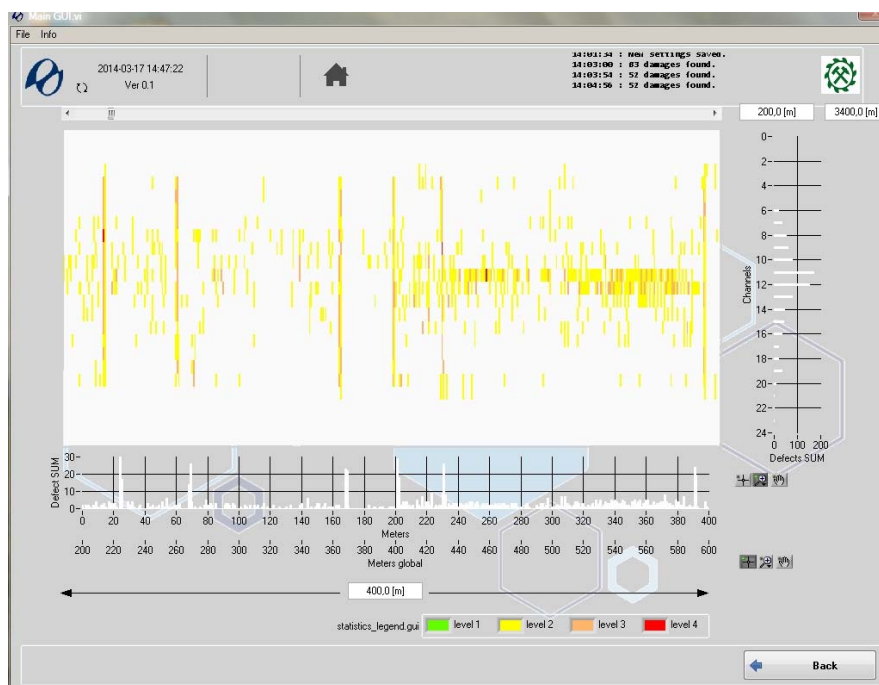 Main GUI.vi
File Info
2014-03-17 14:47:22
Ver 0.1
14:01:34 : New settings saved.
14:03:00 : 83 damages found.
14:03:54 : 52 damages found.
14:04:56 : 52 damages found.
200,0 [m] 3400,0 [m]
0
2
4
6
8
10
12
14
16
18
20
22
24
Channels
0 100 200
Defects SUM
30
20
10
0
Defect SUM
0 20 40 60 80 100 120 140 160 180 200 220 240 260 280 300 320 340 360 380 400
Meters
200 220 240 260 280 300 320 340 360 380 400 420 440 460 480 500 520 540 560 580 600
Meters global
400,0 [m]
statistics_legend.gui level 1 level 2 level 3 level 4
Back